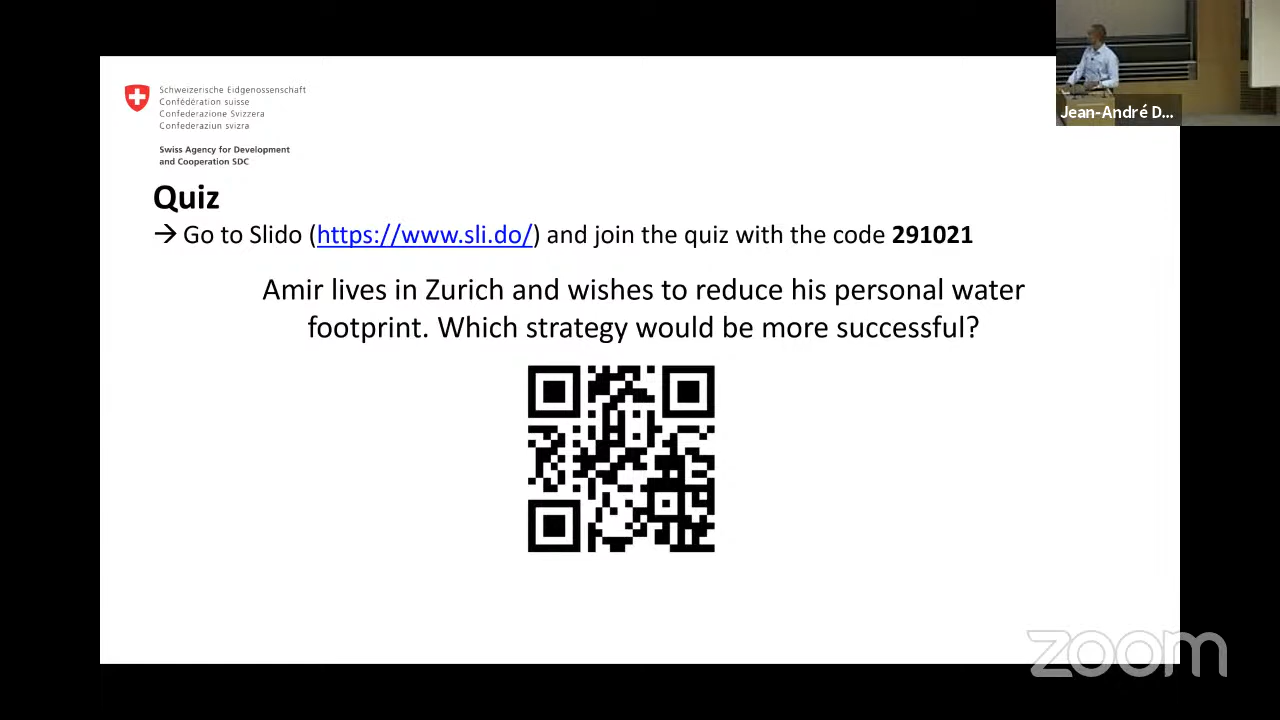 Schweizerische Eidgenossenschaft
Confédération suisse
Confederazione Svizzera
Confederaziun svizra
Swiss Agency for Development
and Cooperation SDC
Jean-André D...
Quiz
→ Go to Slido (https://www.sli.do/) and join the quiz with the code 291021
Amir lives in Zurich and wishes to reduce his personal water
footprint. Which strategy would be more successful?
zoom